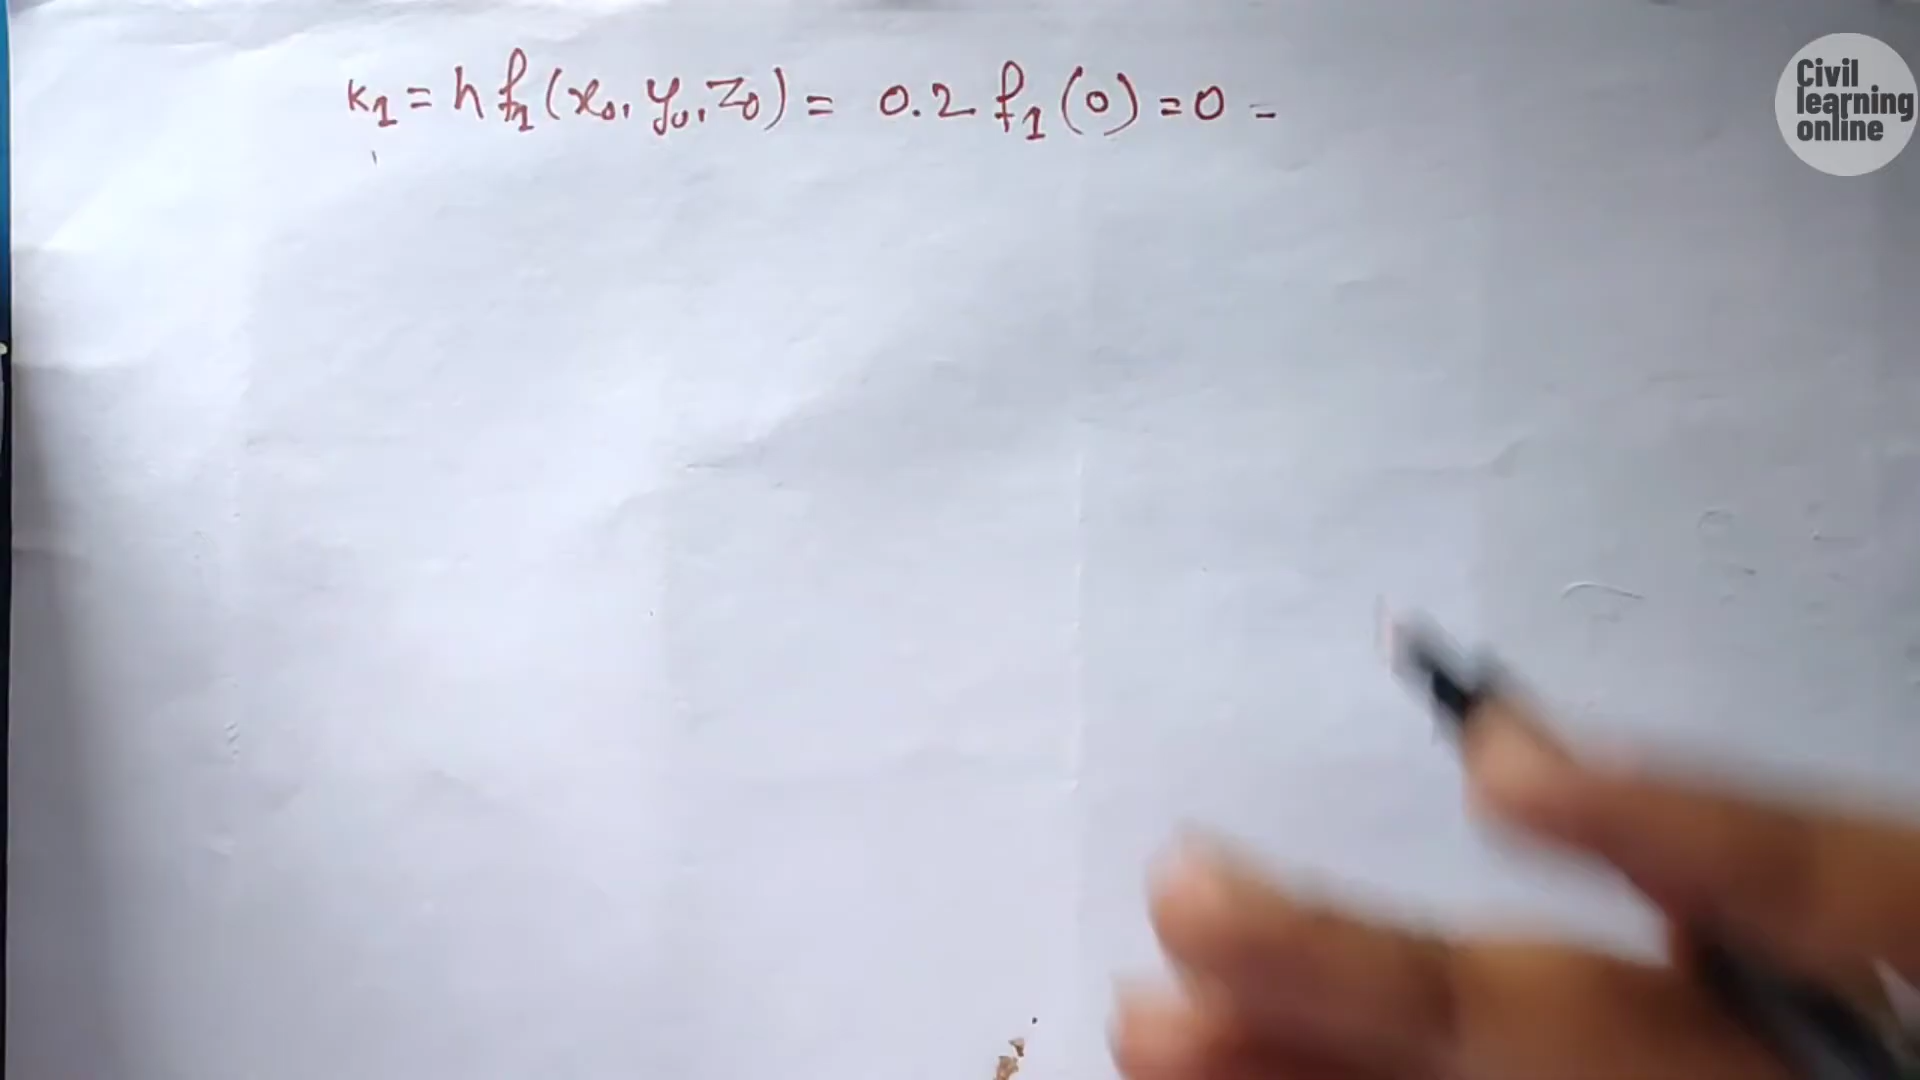 k₁ = h f₁ (x₀, y₀, z₀) = 0.2 f₁ (0) = 0 =
Civil
learning
online